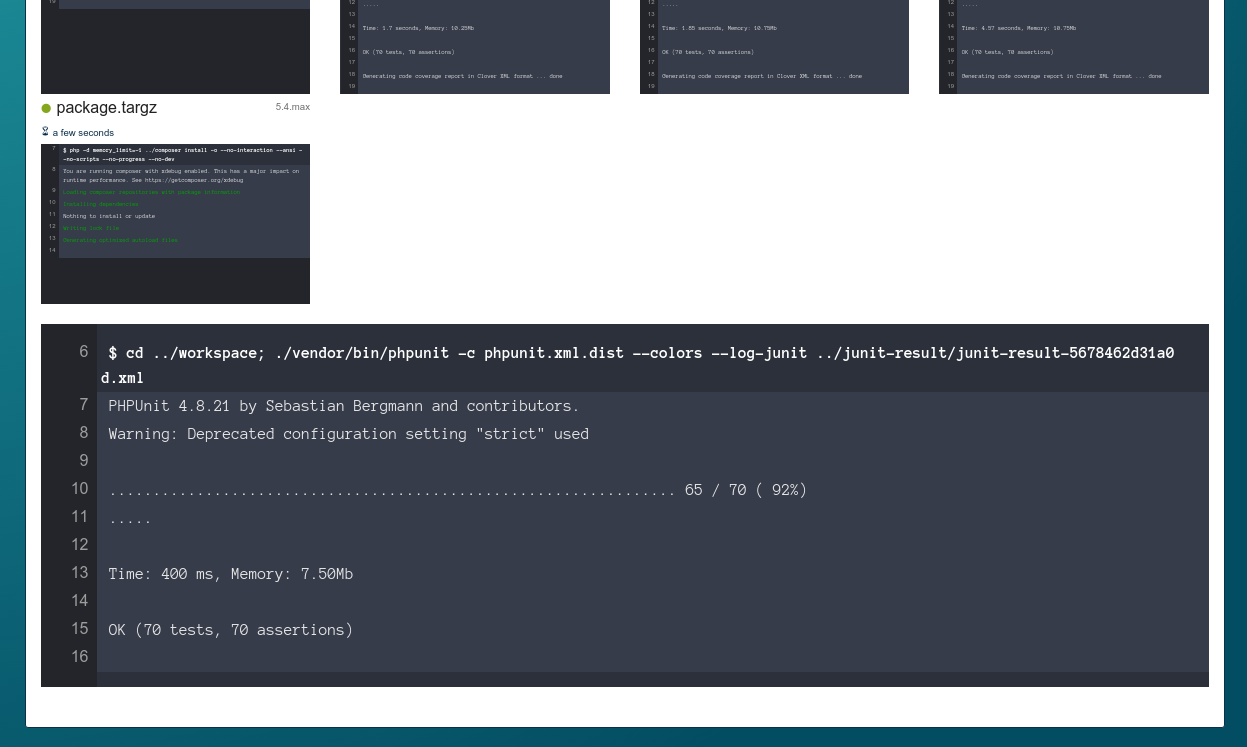 19
12 .....
13
14 Time: 1.7 seconds, Memory: 10.25Mb
15
16 OK (70 tests, 70 assertions)
17
18 Generating code coverage report in Clover XML format ... done
19
12 .....
13
14 Time: 1.85 seconds, Memory: 10.75Mb
15
16 OK (70 tests, 70 assertions)
17
18 Generating code coverage report in Clover XML format ... done
19
12 .....
13
14 Time: 4.57 seconds, Memory: 10.75Mb
15
16 OK (70 tests, 70 assertions)
17
18 Generating code coverage report in Clover XML format ... done
19
package.targz 5.4.max
a few seconds
7 $ php -d memory_limit=-1 ../composer install -o --no-interaction --ansi -
-no-scripts --no-progress --no-dev
8 You are running composer with xdebug enabled. This has a major impact on
runtime performance. See https://getcomposer.org/xdebug
9 Loading composer repositories with package information
10 Installing dependencies
11 Nothing to install or update
12 Writing lock file
13 Generating optimized autoload files
14
6 $ cd ../workspace; ./vendor/bin/phpunit -c phpunit.xml.dist --colors --log-junit ../junit-result/junit-result-5678462d31a0
d.xml
7 PHPUnit 4.8.21 by Sebastian Bergmann and contributors.
8 Warning: Deprecated configuration setting "strict" used
9
10 ................................................................. 65 / 70 ( 92%)
11 .....
12
13 Time: 400 ms, Memory: 7.50Mb
14
15 OK (70 tests, 70 assertions)
16